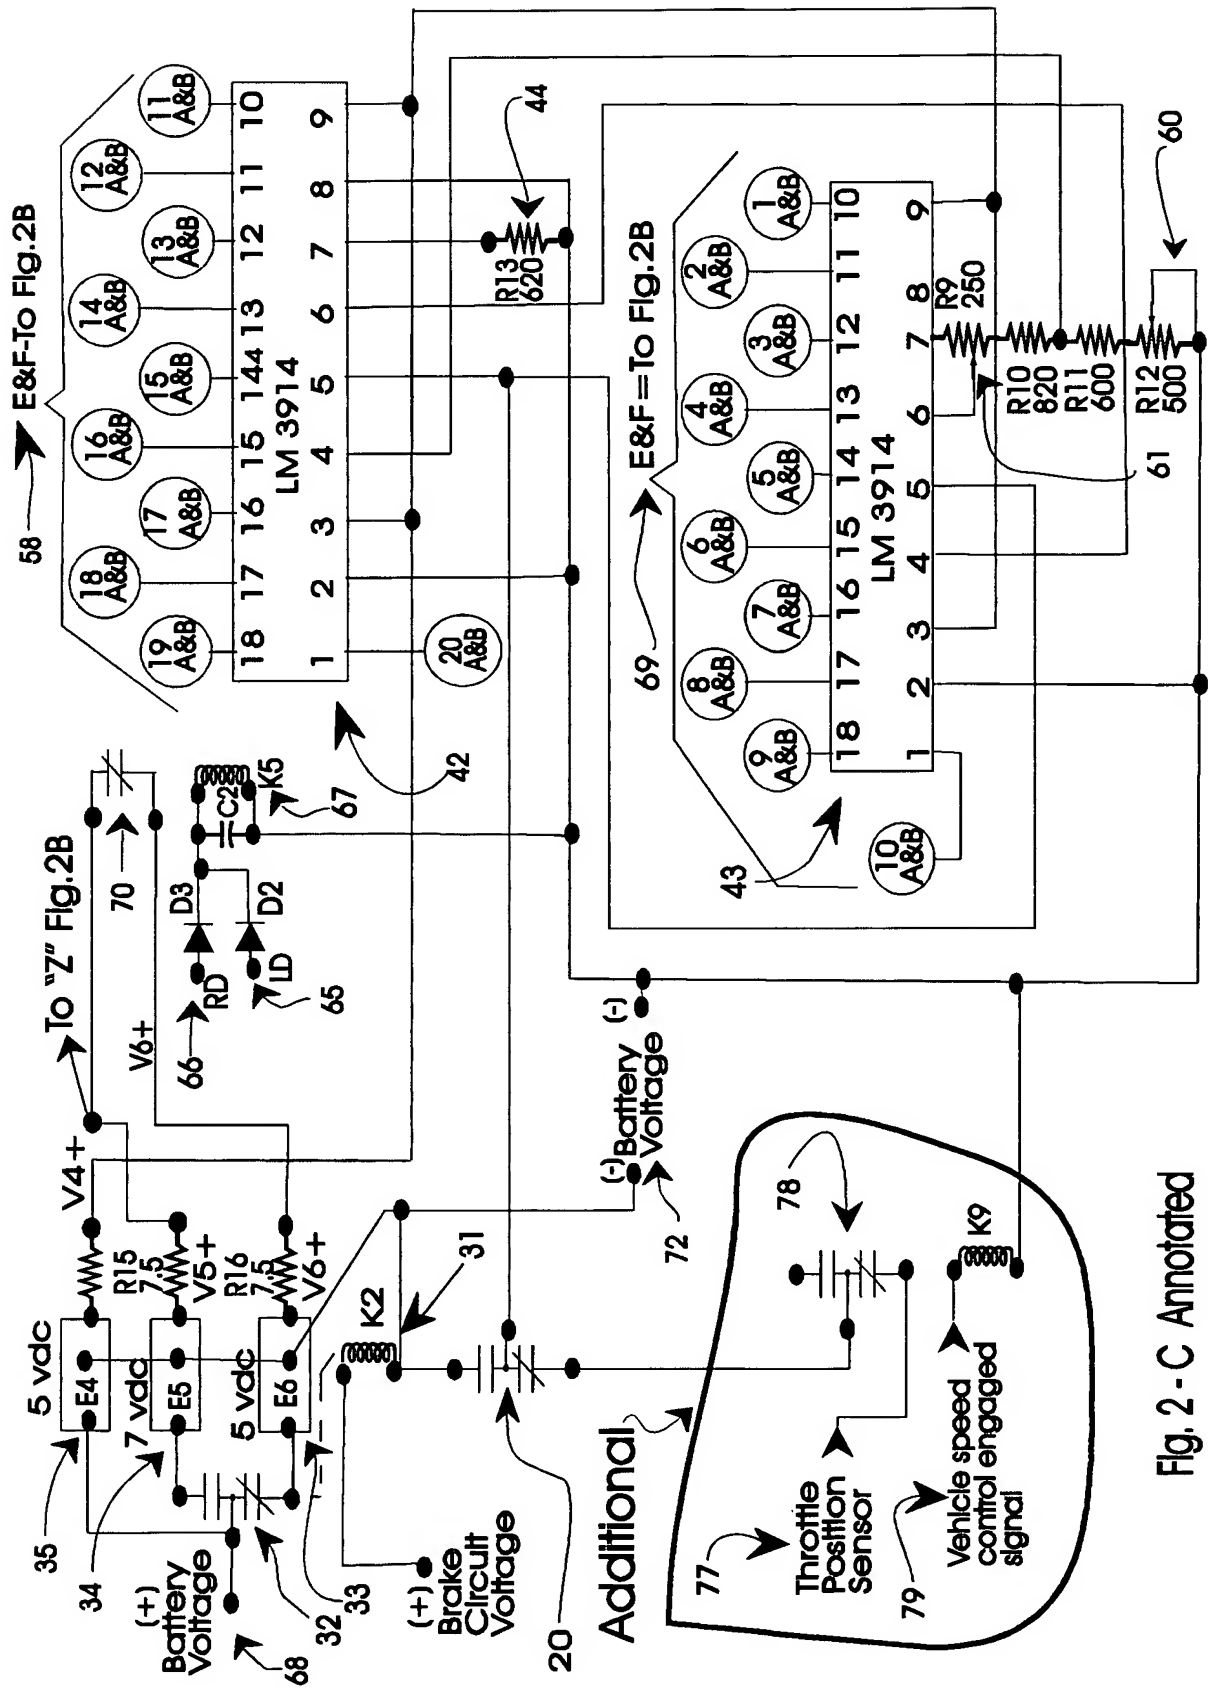 58
E&F-To Fig.2B
19
A&B
18
A&B
17
A&B
16
A&B
15
A&B
14
A&B
13
A&B
12
A&B
11
A&B
18 17 16 15 144 13 12 11 10
LM 3914
1 2 3 4 5 6 7 8 9
20
A&B
42
R13
620
44
To "Z" Fig.2B
70
V6+
C2
K5
67
D3
D2
RD
LD
66
65
5 vdc
E4
V4+
35
7 vdc
E5
R15
7.5
V5+
34
5 vdc
E6
R16
7.5
V6+
(+)
Battery
Voltage
68
32
33
K2
31
(+)
Brake
Circuit
Voltage
20
(-)
(-)Battery
Voltage
72
69
E&F=To Fig.2B
9
A&B
8
A&B
7
A&B
6
A&B
5
A&B
4
A&B
3
A&B
2
A&B
1
A&B
18 17 16 15 14 13 12 11 10
LM 3914
1 2 3 4 5 6 7 8 9
10
A&B
43
R9
250
61
R10
820
R11
600
R12
500
60
Additional
77
Throttle
Position
Sensor
78
79
Vehicle speed
control engaged
signal
K9
Fig. 2 - C Annotated